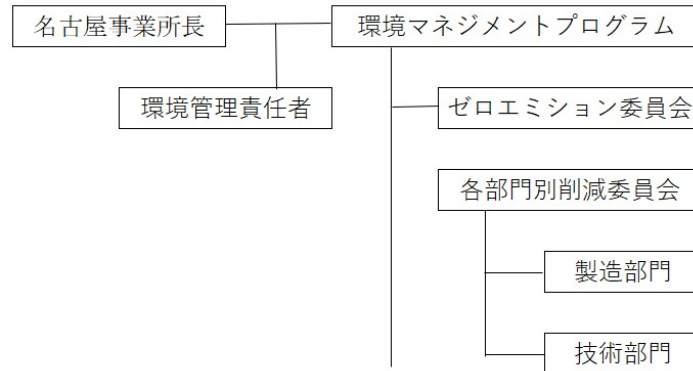 名古屋事業所長
環境マネジメントプログラム
環境管理責任者
ゼロエミション委員会
各部門別削減委員会
製造部門
技術部門